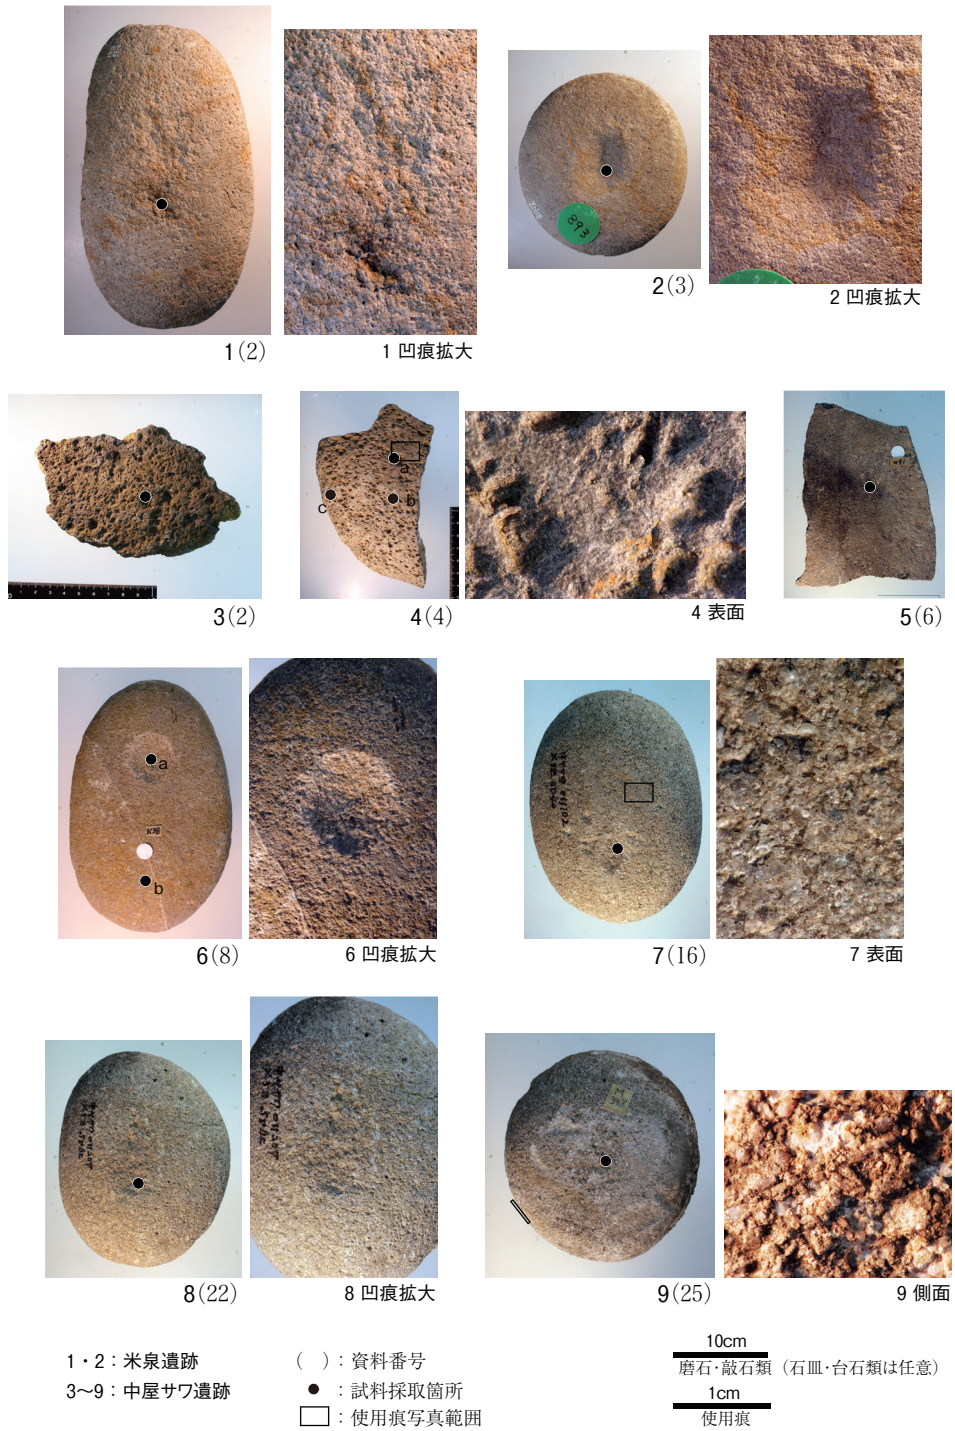 1(2)
1 凹痕拡大
893
2(3)
2 凹痕拡大
3(2)
a
b
c
4(4)
4 表面
5(6)
a
b
6(8)
6 凹痕拡大
7(16)
7 表面
8(22)
8 凹痕拡大
9(25)
9 側面
1・2：米泉遺跡
3〜9：中屋サワ遺跡
(　)：資料番号
●：試料採取箇所
：使用痕写真範囲
10cm
磨石・敲石類（石皿・台石類は任意）
1cm
使用痕